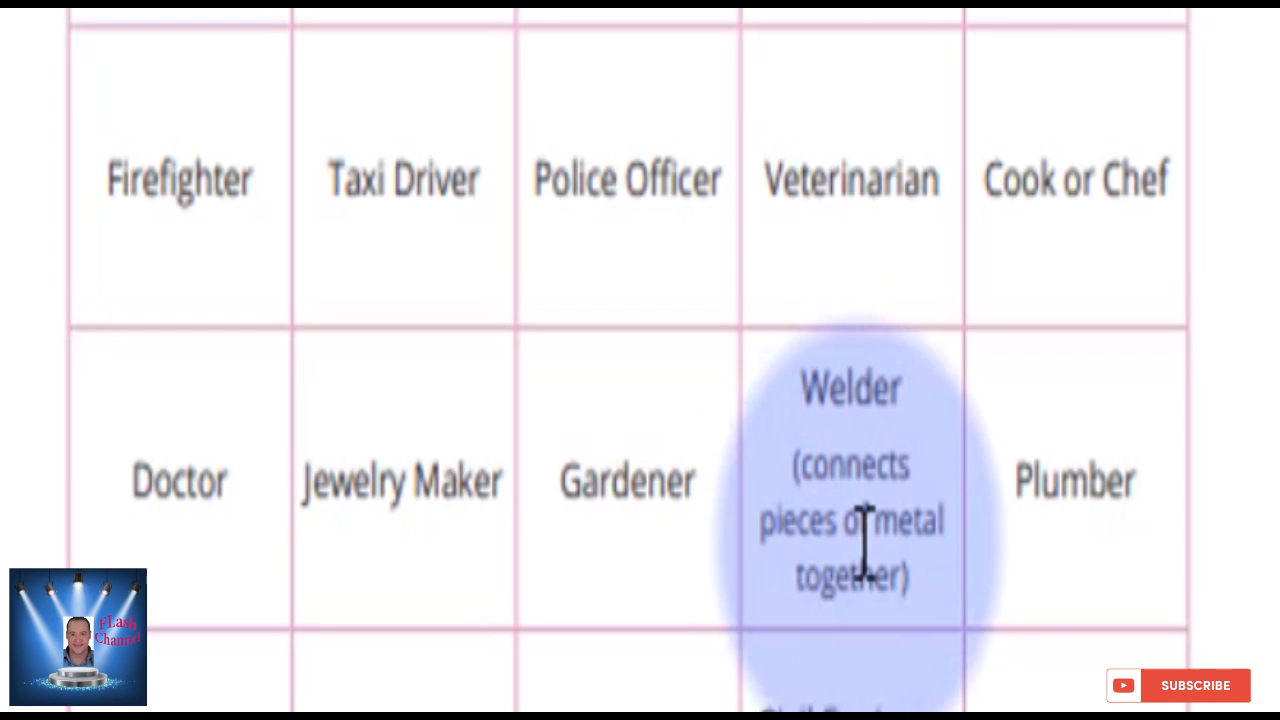 Firefighter
Taxi Driver
Police Officer
Veterinarian
Cook or Chef
Doctor
Jewelry Maker
Gardener
Welder
(connects
pieces of metal
together)
Plumber
FLash
Channel
SUBSCRIBE